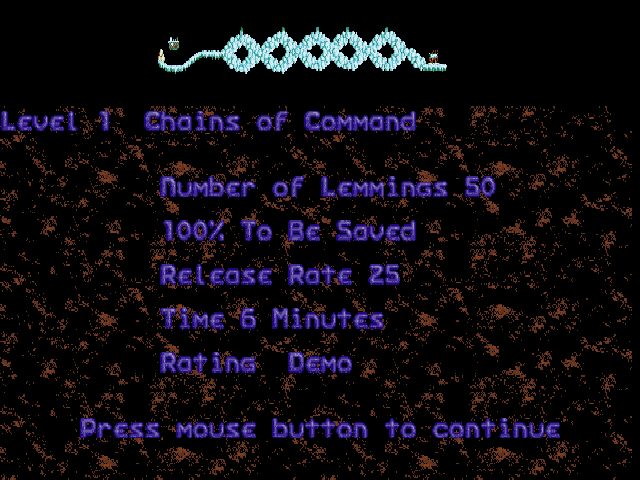 Level 1  Chains of Command
Number of Lemmings 50
100% To Be Saved
Release Rate 25
Time 6 Minutes
Rating  Demo
Press mouse button to continue